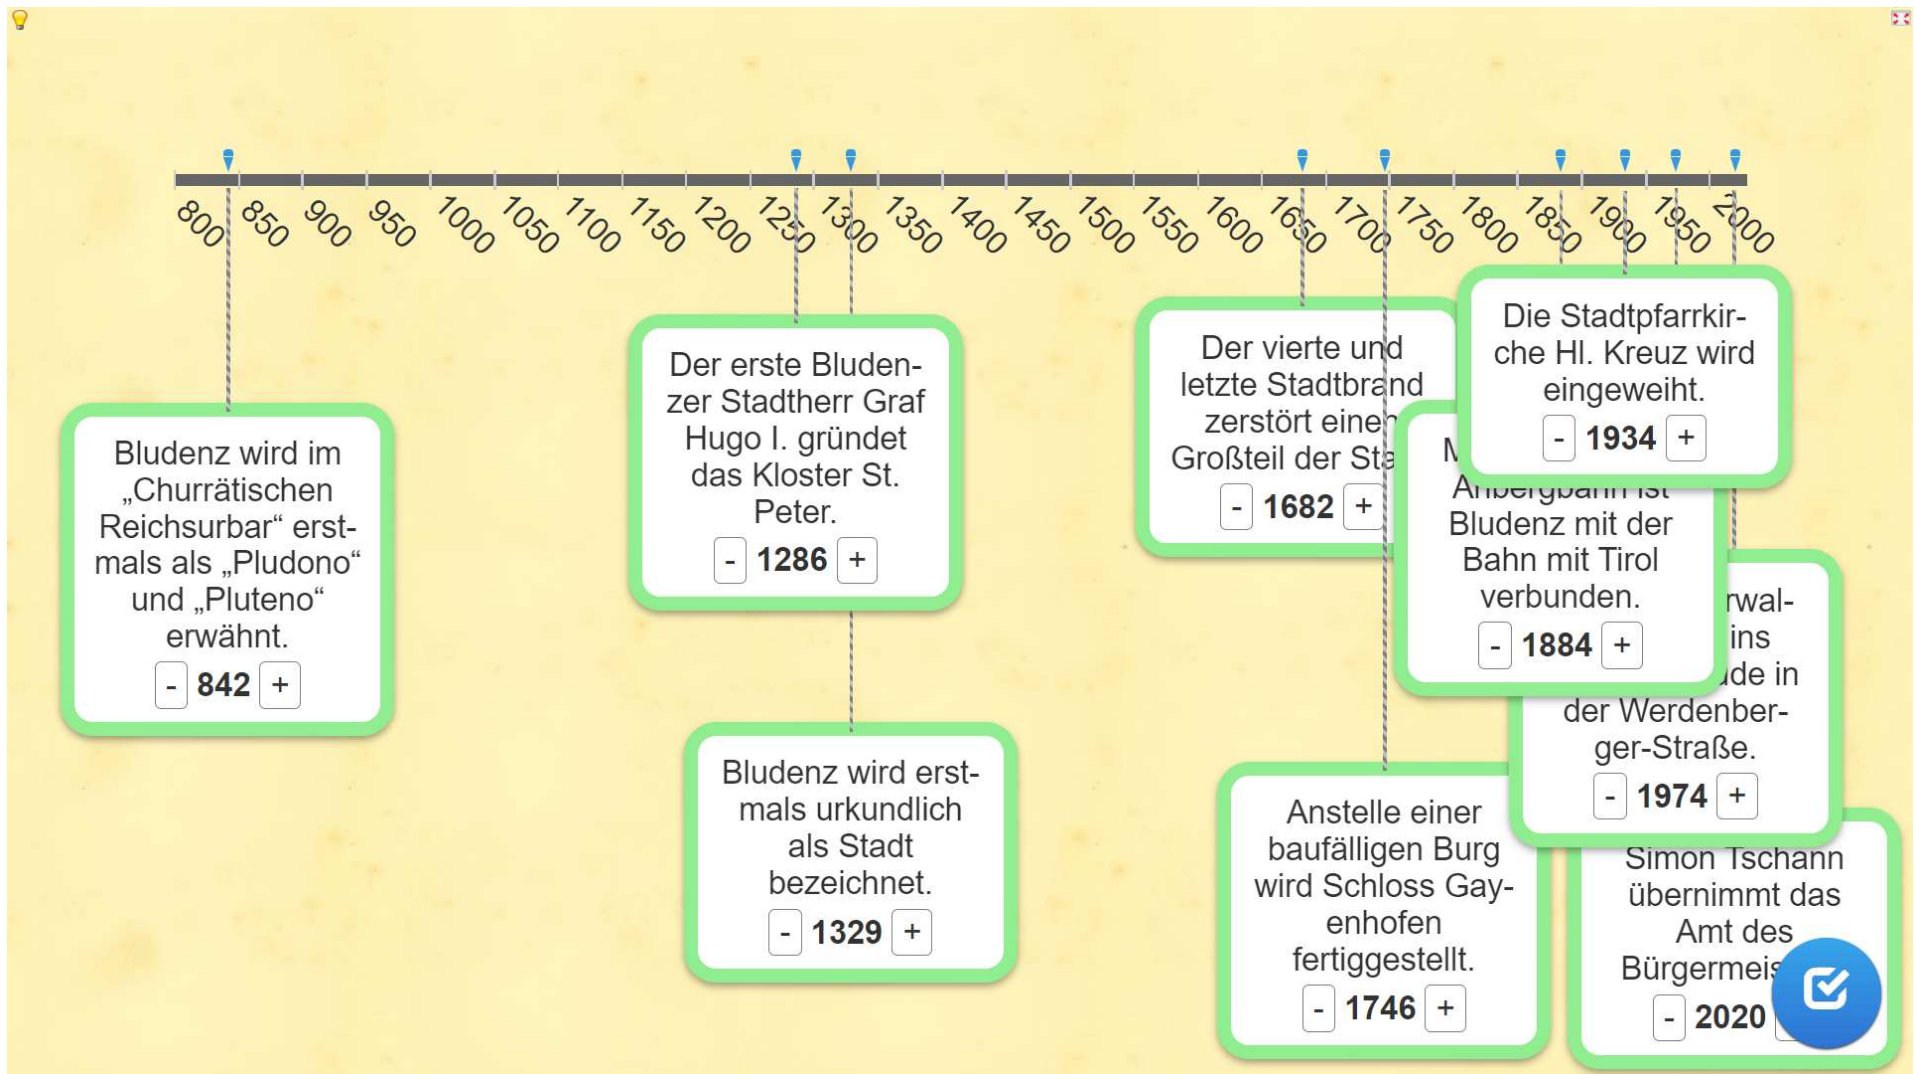 800 850 900 950 1000 1050 1100 1150 1200 1250 1300 1350 1400 1450 1500 1550 1600 1650 1700 1750 1800 1850 1900 1950 2000
Bludenz wird im
„Churrätischen
Reichsurbar“ erst-
mals als „Pludono“
und „Pluteno“
erwähnt.
- 842 +
Der erste Bluden-
zer Stadtherr Graf
Hugo I. gründet
das Kloster St.
Peter.
- 1286 +
Bludenz wird erst-
mals urkundlich
als Stadt
bezeichnet.
- 1329 +
Der vierte und
letzte Stadtbrand
zerstört einen
Großteil der Sta
- 1682 +
Anstelle einer
baufälligen Burg
wird Schloss Gay-
enhofen
fertiggestellt.
- 1746 +
Die Stadtpfarrkir-
che Hl. Kreuz wird
eingeweiht.
- 1934 +
ist
Bludenz mit der
Bahn mit Tirol
verbunden.
- 1884 +
rwal-
ins
de in
der Werdenber-
ger-Straße.
- 1974 +
Simon Tschann
übernimmt das
Amt des
Bürgermeis
- 2020